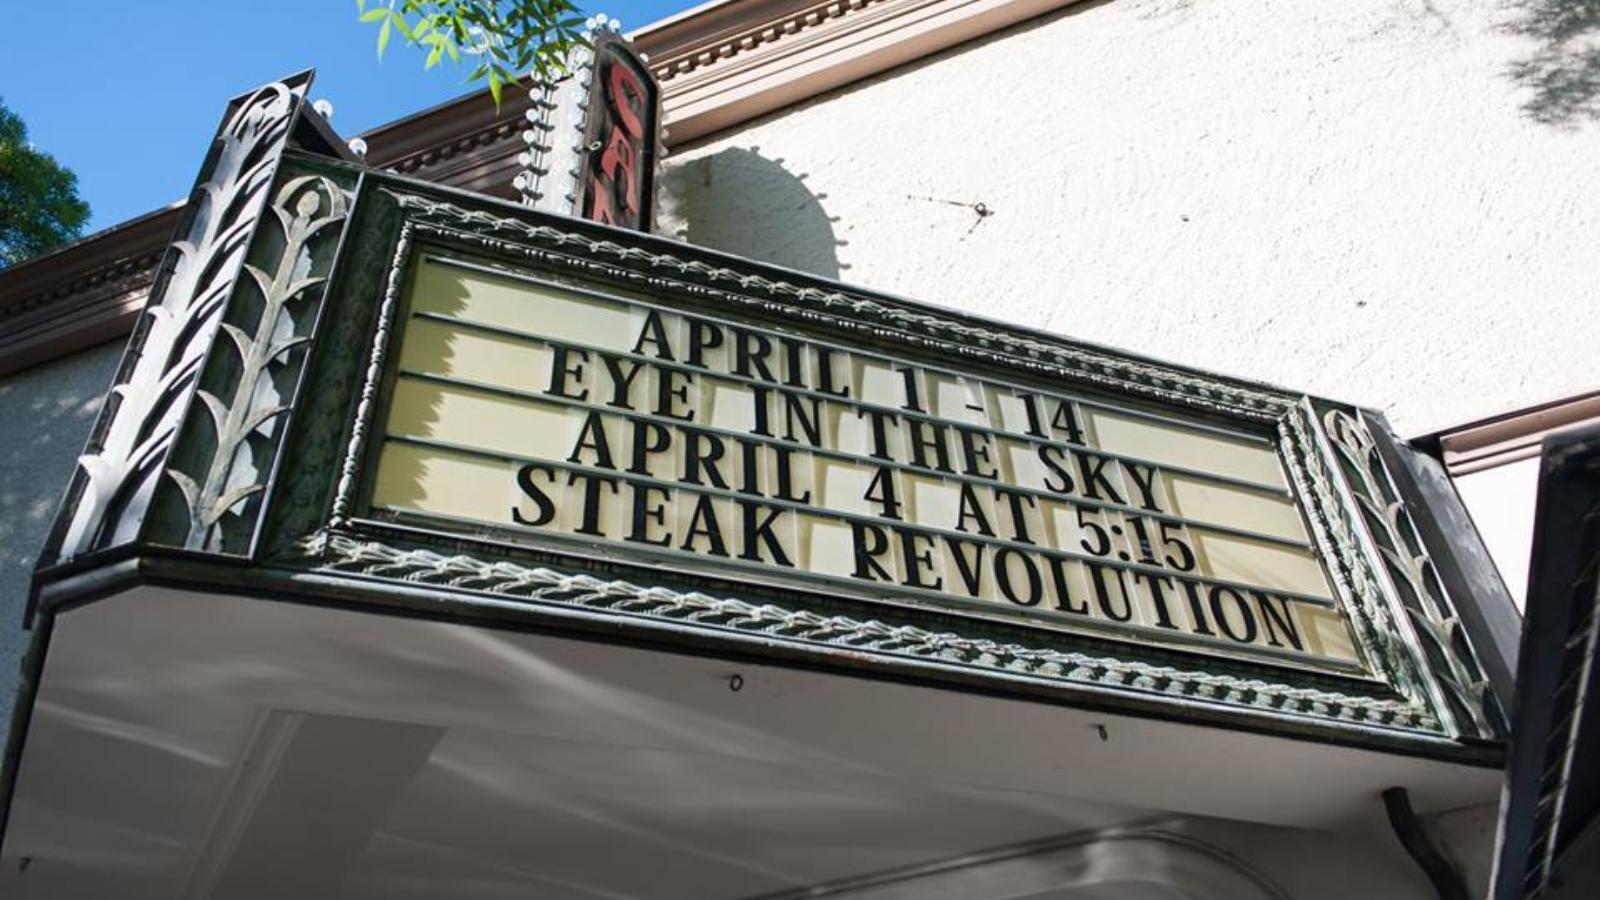 APRIL 1 - 14
EYE IN THE SKY
APRIL 4 AT 5:15
STEAK REVOLUTION